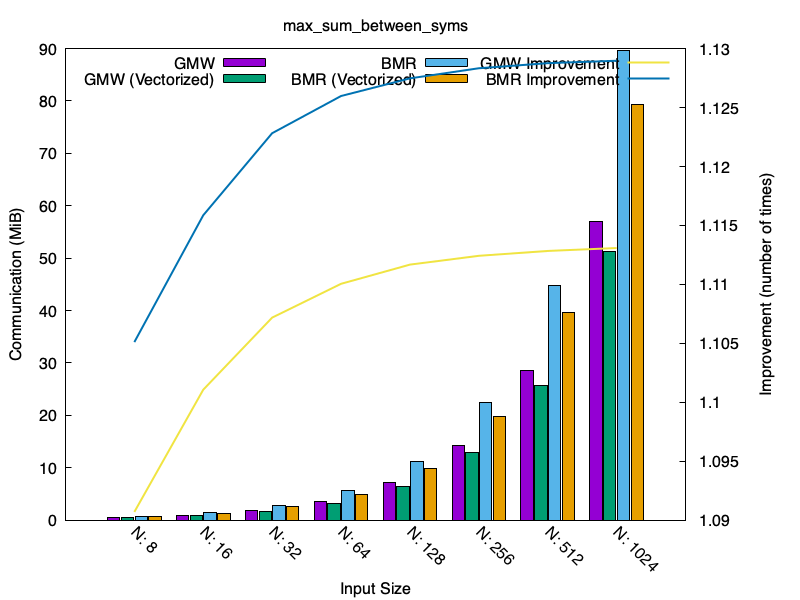 max_sum_between_syms
GMW
GMW (Vectorized)
BMR
BMR (Vectorized)
GMW Improvement
BMR Improvement
Communication (MiB)
90
80
70
60
50
40
30
20
10
0
1.13
1.125
1.12
1.115
1.11
1.105
1.1
1.095
1.09
Improvement (number of times)
N: 8
N: 16
N: 32
N: 64
N: 128
N: 256
N: 512
N: 1024
Input Size